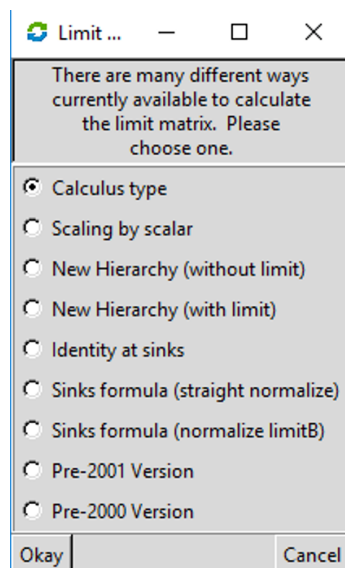 Limit ...
There are many different ways
currently available to calculate
the limit matrix. Please
choose one.
Calculus type
Scaling by scalar
New Hierarchy (without limit)
New Hierarchy (with limit)
Identity at sinks
Sinks formula (straight normalize)
Sinks formula (normalize limitB)
Pre-2001 Version
Pre-2000 Version
Okay
Cancel